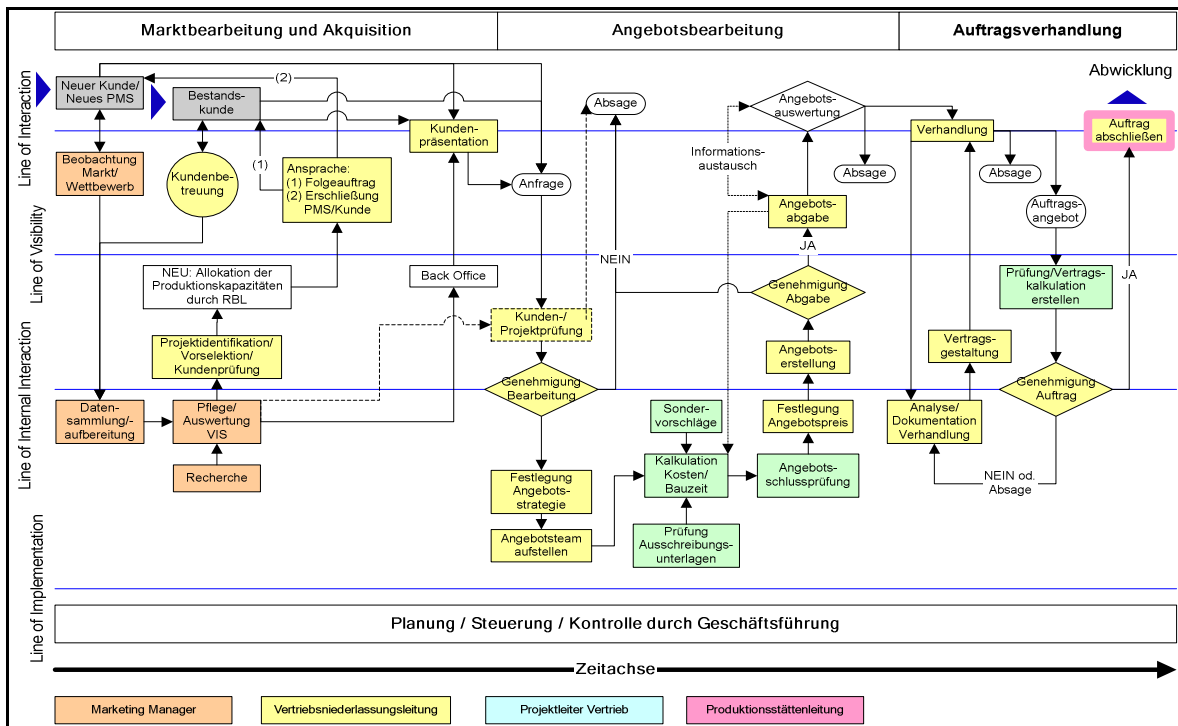 Marktbearbeitung und Akquisition
Angebotsbearbeitung
Auftragsverhandlung
Line of Interaction
Line of Visibility
Line of Internal Interaction
Line of Implementation
Neuer Kunde/
Neues PMS
(2)
Bestands-
kunde
Beobachtung
Markt/
Wettbewerb
Kundenbe-
treuung
(1)
Ansprache:
(1) Folgeauftrag
(2) Erschließung
PMS/Kunde
Kunden-
präsentation
Anfrage
Absage
NEU: Allokation der
Produktionskapazitäten
durch RBL
Back Office
Projektidentifikation/
Vorselektion/
Kundenprüfung
Daten-
sammlung/-
aufbereitung
Pflege/
Auswertung
VIS
Recherche
Kunden-/
Projektprüfung
Genehmigung
Bearbeitung
NEIN
Festlegung
Angebots-
strategie
Angebotsteam
aufstellen
Sonder-
vorschläge
Kalkulation
Kosten/
Bauzeit
Prüfung
Ausschreibungs-
unterlagen
Angebots-
schlussprüfung
Festlegung
Angebotspreis
Angebots-
erstellung
Genehmigung
Abgabe
JA
Angebots-
abgabe
Informations-
austausch
Angebots-
auswertung
Absage
Verhandlung
Absage
Auftrags-
angebot
Prüfung/Vertrags-
kalkulation
erstellen
Vertrags-
gestaltung
Genehmigung
Auftrag
Analyse/
Dokumentation
Verhandlung
NEIN od.
Absage
JA
Abwicklung
Auftrag
abschließen
Planung / Steuerung / Kontrolle durch Geschäftsführung
Zeitachse
Marketing Manager
Vertriebsniederlassungsleitung
Projektleiter Vertrieb
Produktionsstättenleitung